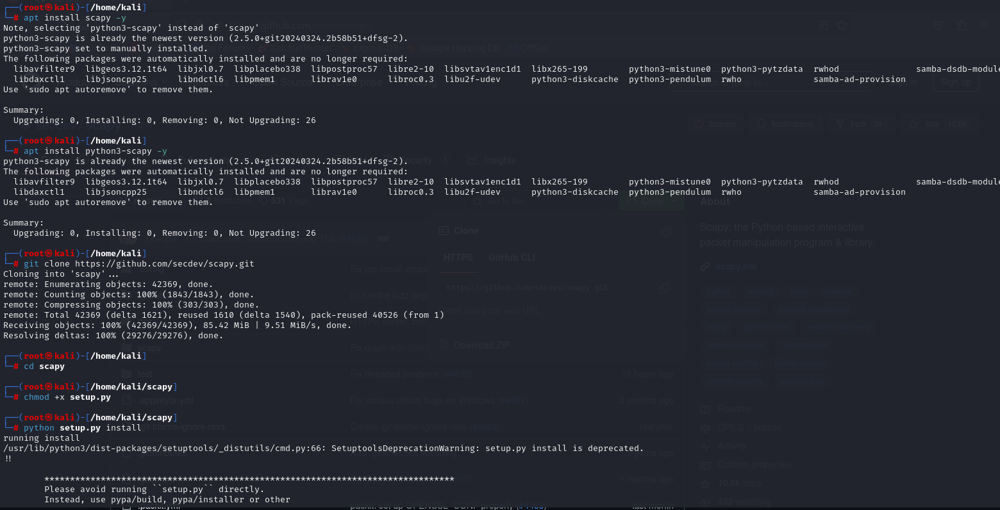 ┌──(root㉿kali)-[/home/kali]
└─# apt install scapy -y
Note, selecting 'python3-scapy' instead of 'scapy'
python3-scapy is already the newest version (2.5.0+git20240324.2b58b51+dfsg-2).
python3-scapy set to manually installed.
The following packages were automatically installed and are no longer required:
  libavfilter9  libgeos3.12.1t64  libjxl0.7  libplacebo338  libpostproc57  libre2-10  libsvtav1enc1d1  libx265-199        python3-mistune0  python3-pytzdata  rwhod              samba-dsdb-module
  libdaxctl1    libjsoncpp25      libndctl6  libpmem1       librav1e0      libroc0.3  libu2f-udev      python3-diskcache  python3-pendulum  rwho              samba-ad-provision
Use 'sudo apt autoremove' to remove them.
Summary:
  Upgrading: 0, Installing: 0, Removing: 0, Not Upgrading: 26
┌──(root㉿kali)-[/home/kali]
└─# apt install python3-scapy -y
python3-scapy is already the newest version (2.5.0+git20240324.2b58b51+dfsg-2).
The following packages were automatically installed and are no longer required:
  libavfilter9  libgeos3.12.1t64  libjxl0.7  libplacebo338  libpostproc57  libre2-10  libsvtav1enc1d1  libx265-199        python3-mistune0  python3-pytzdata  rwhod              samba-dsdb-module
  libdaxctl1    libjsoncpp25      libndctl6  libpmem1       librav1e0      libroc0.3  libu2f-udev      python3-diskcache  python3-pendulum  rwho              samba-ad-provision
Use 'sudo apt autoremove' to remove them.
Summary:
  Upgrading: 0, Installing: 0, Removing: 0, Not Upgrading: 26
┌──(root㉿kali)-[/home/kali]
└─# git clone https://github.com/secdev/scapy.git
Cloning into 'scapy'...
remote: Enumerating objects: 42369, done.
remote: Counting objects: 100% (1843/1843), done.
remote: Compressing objects: 100% (303/303), done.
remote: Total 42369 (delta 1621), reused 1610 (delta 1540), pack-reused 40526 (from 1)
Receiving objects: 100% (42369/42369), 85.42 MiB | 9.51 MiB/s, done.
Resolving deltas: 100% (29276/29276), done.
┌──(root㉿kali)-[/home/kali]
└─# cd scapy
┌──(root㉿kali)-[/home/kali/scapy]
└─# chmod +x setup.py
┌──(root㉿kali)-[/home/kali/scapy]
└─# python setup.py install
running install
/usr/lib/python3/dist-packages/setuptools/_distutils/cmd.py:66: SetuptoolsDeprecationWarning: setup.py install is deprecated.
!!
        ********************************************************************************
        Please avoid running ``setup.py`` directly.
        Instead, use pypa/build, pypa/installer or other